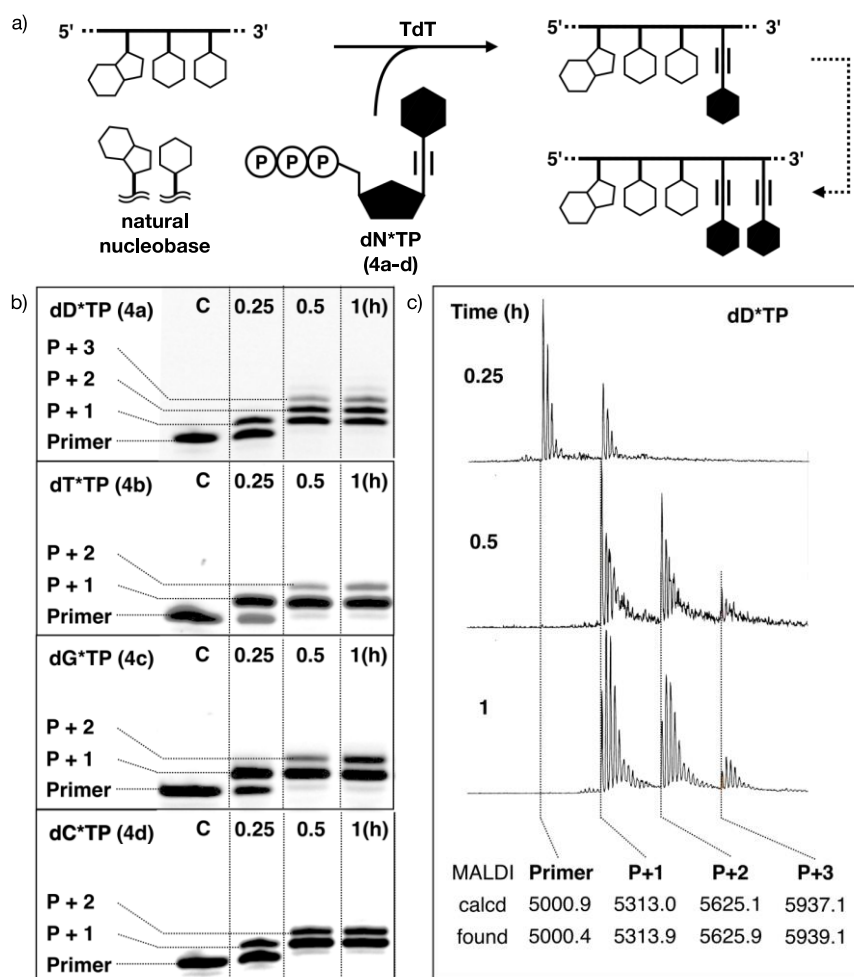 a)
5' 3' TdT 5' 3'
P P P
5' 3'
natural
nucleobase
dN*TP
(4a-d)
b)
dD*TP (4a) C 0.25 0.5 1(h)
P + 3
P + 2
P + 1
Primer
dT*TP (4b) C 0.25 0.5 1(h)
P + 2
P + 1
Primer
dG*TP (4c) C 0.25 0.5 1(h)
P + 2
P + 1
Primer
dC*TP (4d) C 0.25 0.5 1(h)
P + 2
P + 1
Primer
c)
Time (h) dD*TP
0.25
0.5
1
MALDI Primer P+1 P+2 P+3
calcd 5000.9 5313.0 5625.1 5937.1
found 5000.4 5313.9 5625.9 5939.1